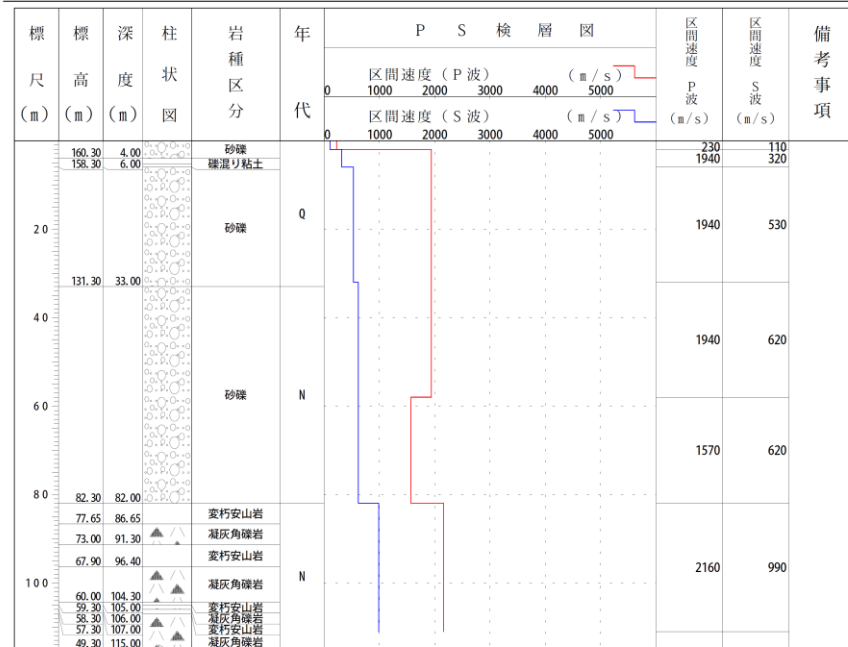 標尺(m) 標高(m) 深度(m) 柱状図 岩種区分 年代 PS検層図 区間速度 P波 (m/s) 区間速度 S波 (m/s) 備考事項
区間速度(P波) (m/s)
0 1000 2000 3000 4000 5000
区間速度(S波) (m/s)
0 1000 2000 3000 4000 5000
160.30 4.00 砂礫 230 110
158.30 6.00 礫混り粘土 1940 320
20 砂礫 Q 1940 530
131.30 33.00
40 1940 620
60 砂礫 N
1570 620
80 82.30 82.00
77.65 86.65 変朽安山岩
73.00 91.30 凝灰角礫岩
67.90 96.40 変朽安山岩
100 60.00 104.30 凝灰角礫岩 N 2160 990
59.30 105.00 変朽安山岩
58.30 106.00 凝灰角礫岩
57.30 107.00 変朽安山岩
49.30 115.00 凝灰角礫岩